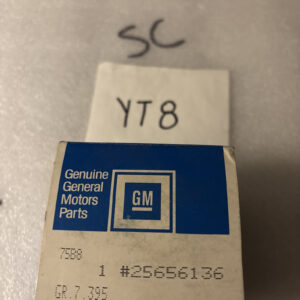 SC
YT8
Genuine
General
Motors
Parts
GM
75B8
1 #25656136
GR.7.395